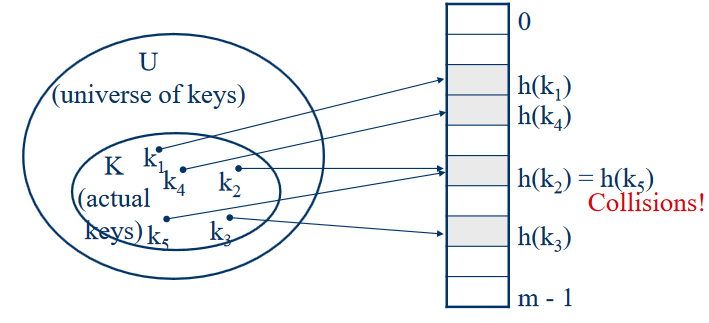 U
(universe of keys)
K
(actual
keys)
k₁
k₄
k₂
k₅
k₃
0
h(k₁)
h(k₄)
h(k₂) = h(k₅)
Collisions!
h(k₃)
m - 1